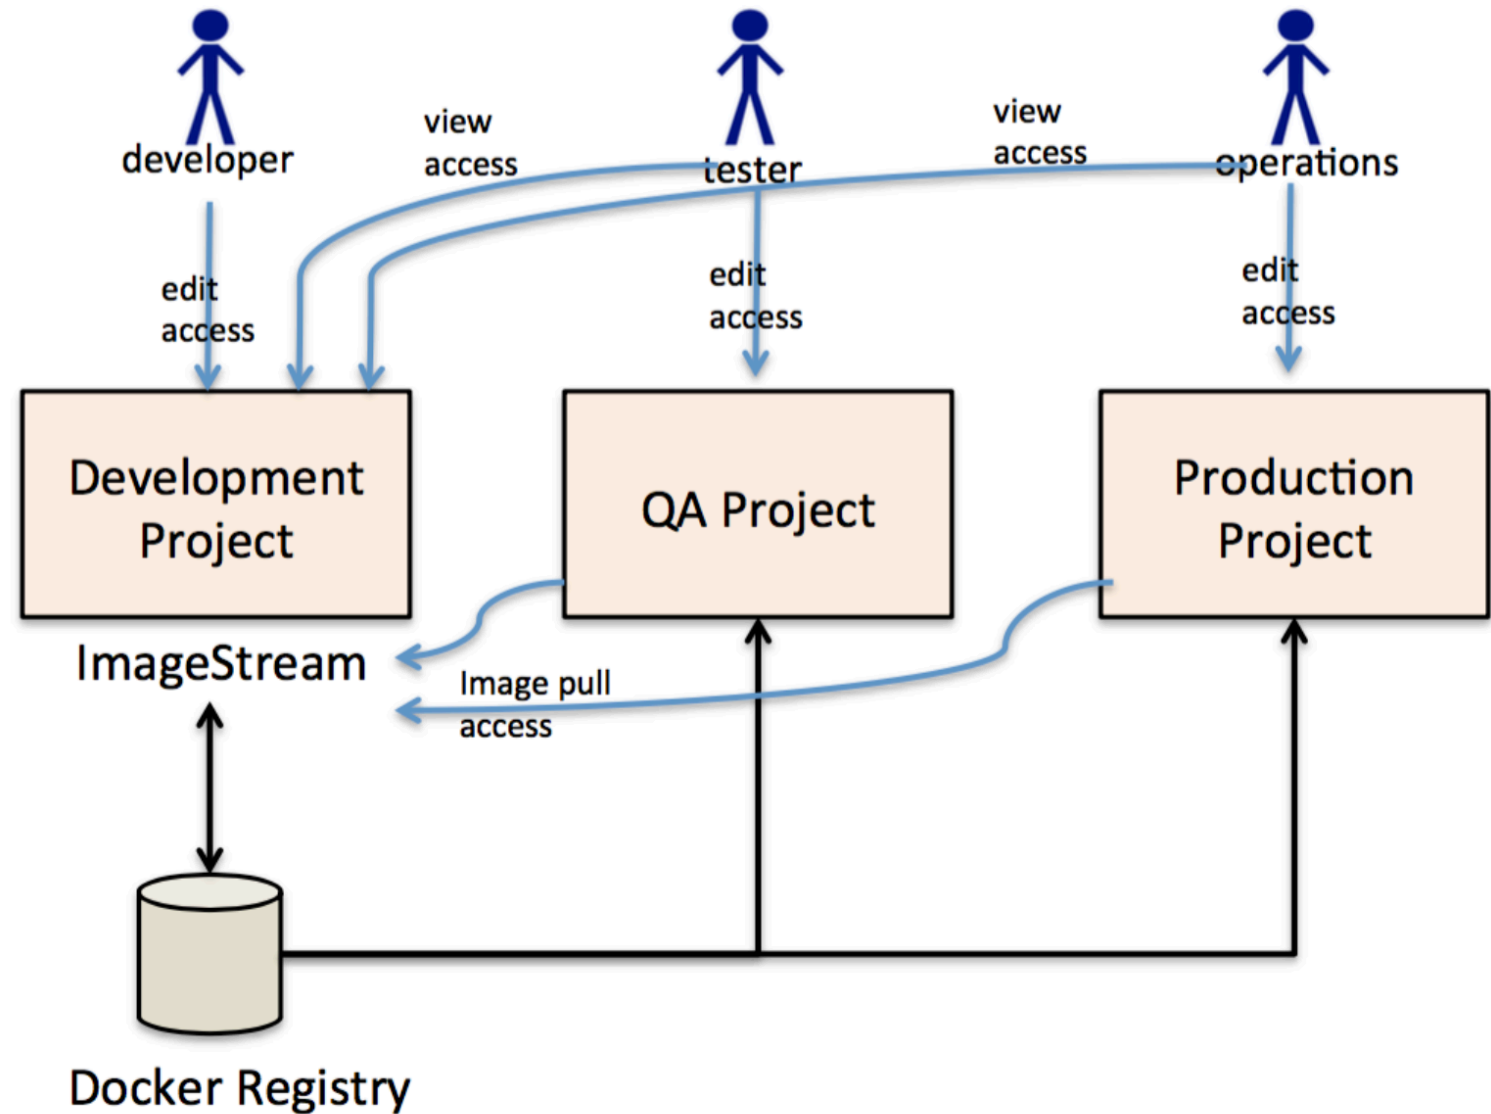 developer
view
access
tester
view
access
operations
edit
access
edit
access
edit
access
Development
Project
QA Project
Production
Project
ImageStream
Image pull
access
Docker Registry